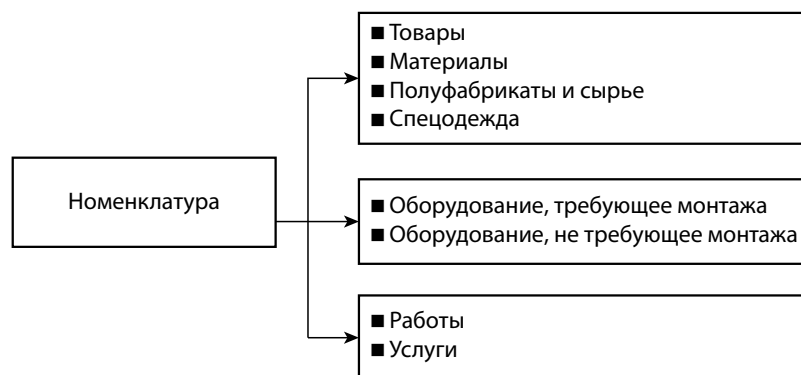 ■ Товары
■ Материалы
■ Полуфабрикаты и сырье
■ Спецодежда
Номенклатура
■ Оборудование, требующее монтажа
■ Оборудование, не требующее монтажа
■ Работы
■ Услуги